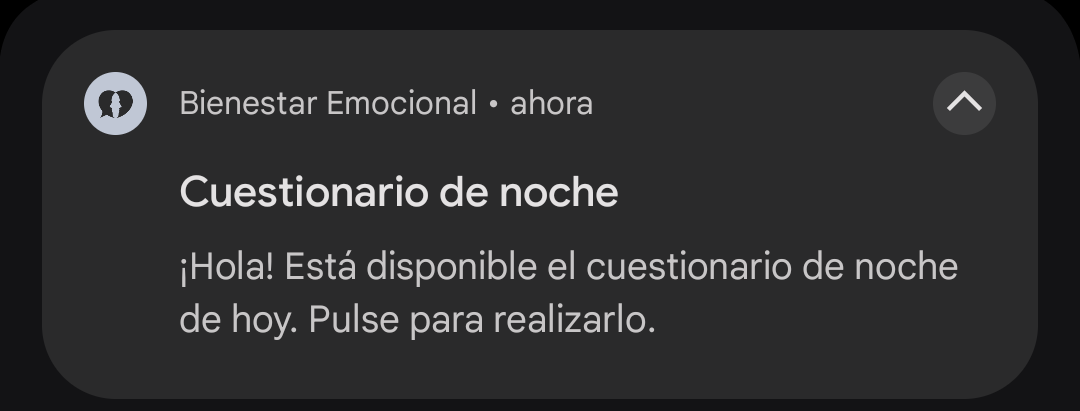 Bienestar Emocional • ahora
Cuestionario de noche
¡Hola! Está disponible el cuestionario de noche
de hoy. Pulse para realizarlo.